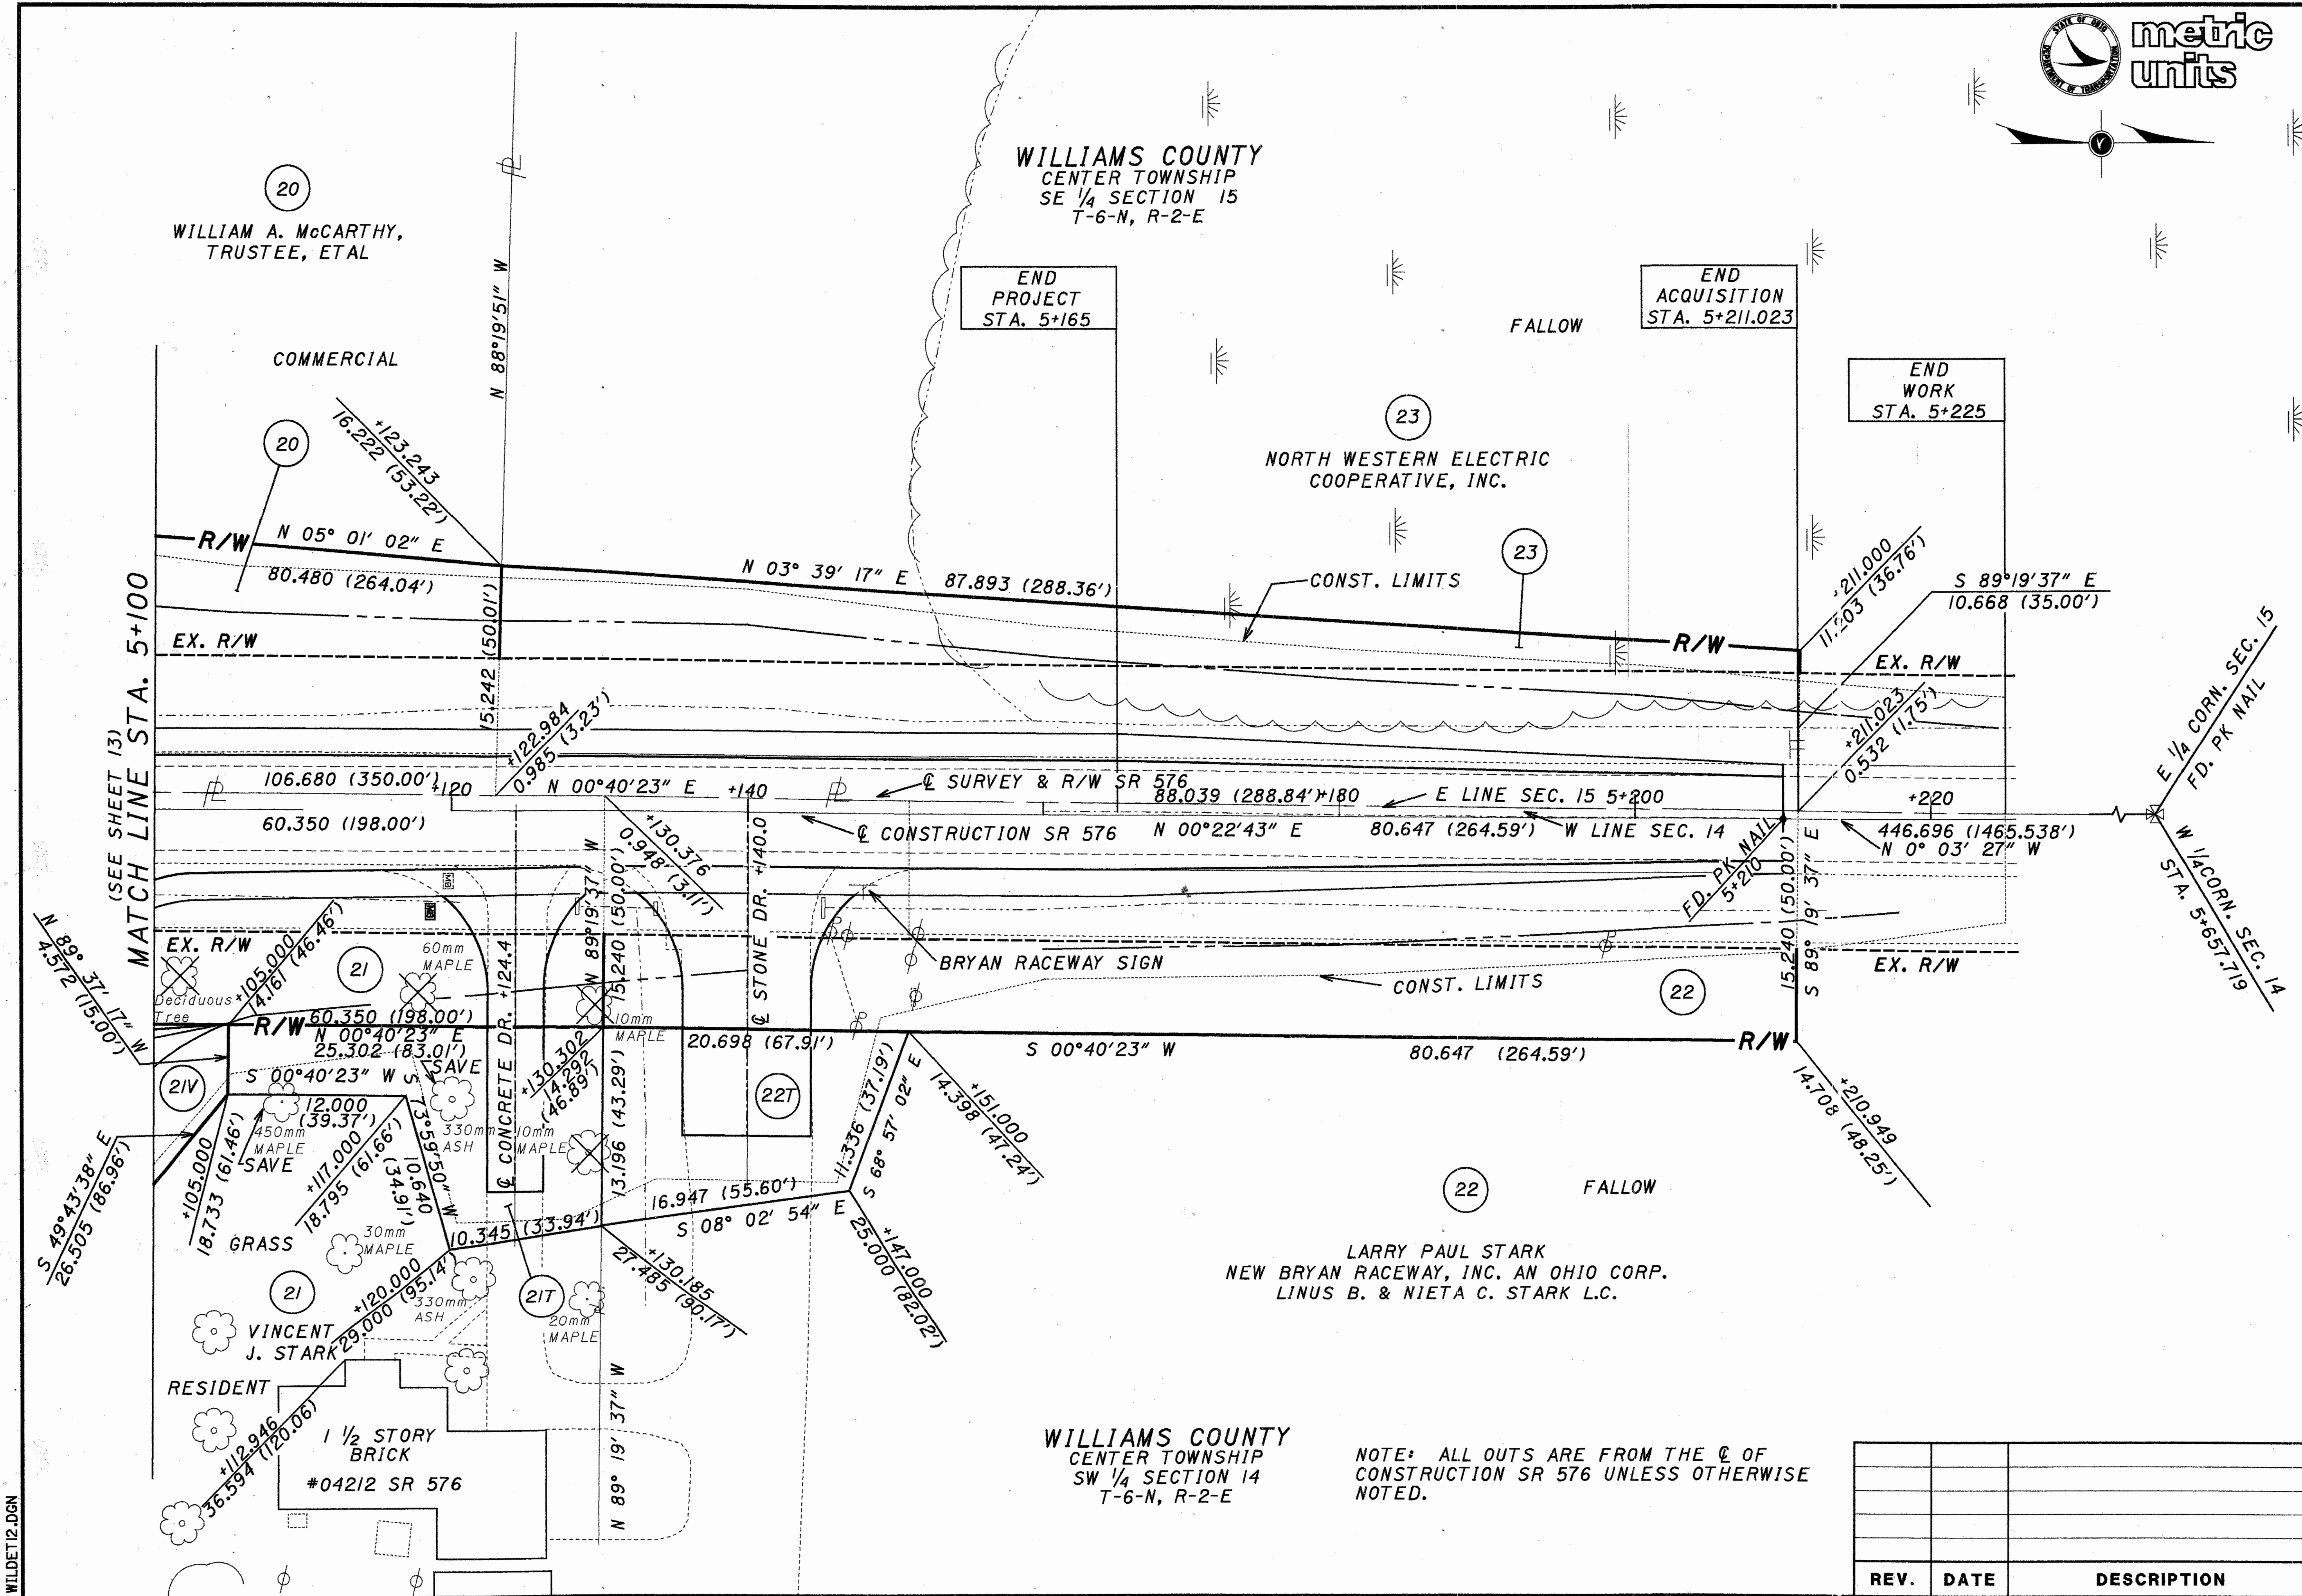 STATE OF OHIO
DEPARTMENT OF TRANSPORTATION
metric
units
WILLIAMS COUNTY
CENTER TOWNSHIP
SE 1/4 SECTION 15
T-6-N, R-2-E
20
WILLIAM A. McCARTHY,
TRUSTEE, ETAL
N 88°19'51" W
END
PROJECT
STA. 5+165
END
ACQUISITION
STA. 5+211.023
FALLOW
END
WORK
STA. 5+225
COMMERCIAL
20
+123.243
16.222 (53.22')
23
NORTH WESTERN ELECTRIC
COOPERATIVE, INC.
23
R/W
N 05° 01' 02" E
80.480 (264.04')
N 03° 39' 17" E 87.893 (288.36')
CONST. LIMITS
R/W
211.000
(36.76')
S 89°19'37" E
10.668 (35.00')
EX. R/W
EX. R/W
15.242 (50.01')
(SEE SHEET 13)
MATCH LINE STA. 5+100
+122.984
0.985 (3.23')
+211.023
0.532 (1.75')
E 1/4 CORN. SEC. 15
FD. PK NAIL
106.680 (350.00')
+120
N 00°40'23" E
+140
℄ SURVEY & R/W SR 576
88.039 (288.84')
+180
E LINE SEC. 15
5+200
+220
60.350 (198.00')
℄ CONSTRUCTION SR 576
N 00°22'43" E
80.647 (264.59')
W LINE SEC. 14
446.696 (1465.538')
N 0° 03' 27" W
W 1/4 CORN. SEC. 14
STA. 5+657.719
+130.376
0.948 (3.11')
FD. PK NAIL
5+210
15.240 (50.00')
S 89° 19' 37" E
N 89°19'37" W
15.240 (50.00')
℄ STONE DR. +140.0
℄ CONCRETE DR. +124.4
MB
N 89° 37' 17" W
4.572 (15.00')
EX. R/W
+105.000
14.161 (46.46')
21
60mm
MAPLE
Deciduous
Tree
BRYAN RACEWAY SIGN
CONST. LIMITS
22
EX. R/W
R/W
60.350 (198.00')
N 00°40'23" E
25.302 (83.01')
S 00°40'23" W
SAVE
10mm
MAPLE
20.698 (67.91')
S 00°40'23" W
80.647 (264.59')
R/W
21V
12.000
(39.37')
450mm
MAPLE
SAVE
330mm
ASH
10mm
MAPLE
+130.302
14.292
(46.89')
13.196 (43.29')
22T
11.336 (37.19')
S 68° 57' 02" E
+151.000
14.398 (47.24')
+210.949
14.708 (48.25')
S 49°43'38" E
26.505 (86.96')
+105.000
18.733 (61.46')
+117.000
18.795 (61.66')
S 73°59'50" W
10.640
(34.91')
GRASS
30mm
MAPLE
10.345 (33.94')
16.947 (55.60')
S 08° 02' 54" E
+130.185
27.485 (90.17')
+147.000
25.000 (82.02')
22
FALLOW
LARRY PAUL STARK
NEW BRYAN RACEWAY, INC. AN OHIO CORP.
LINUS B. & NIETA C. STARK L.C.
21
VINCENT
J. STARK
+120.000
29.000 (95.14')
330mm
ASH
21T
20mm
MAPLE
RESIDENT
+112.946
36.594 (120.06)
1 1/2 STORY
BRICK
#04212 SR 576
N 89° 19' 37" W
WILLIAMS COUNTY
CENTER TOWNSHIP
SW 1/4 SECTION 14
T-6-N, R-2-E
NOTE: ALL OUTS ARE FROM THE ℄ OF
CONSTRUCTION SR 576 UNLESS OTHERWISE
NOTED.
REV. DATE DESCRIPTION
WILDET12.DGN